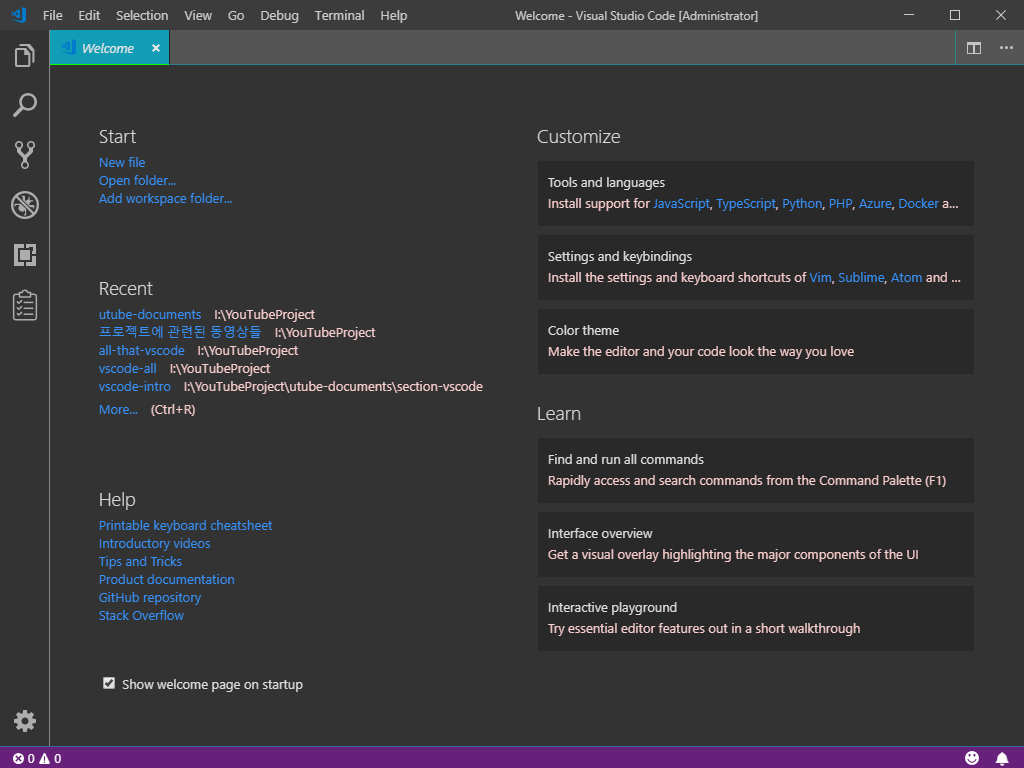 File Edit Selection View Go Debug Terminal Help Welcome - Visual Studio Code [Administrator]
Welcome
Start
New file
Open folder...
Add workspace folder...
Recent
utube-documents I:\YouTubeProject
프로젝트에 관련된 동영상들 I:\YouTubeProject
all-that-vscode I:\YouTubeProject
vscode-all I:\YouTubeProject
vscode-intro I:\YouTubeProject\utube-documents\section-vscode
More... (Ctrl+R)
Help
Printable keyboard cheatsheet
Introductory videos
Tips and Tricks
Product documentation
GitHub repository
Stack Overflow
Show welcome page on startup
Customize
Tools and languages
Install support for JavaScript, TypeScript, Python, PHP, Azure, Docker a...
Settings and keybindings
Install the settings and keyboard shortcuts of Vim, Sublime, Atom and ...
Color theme
Make the editor and your code look the way you love
Learn
Find and run all commands
Rapidly access and search commands from the Command Palette (F1)
Interface overview
Get a visual overlay highlighting the major components of the UI
Interactive playground
Try essential editor features out in a short walkthrough
0 0